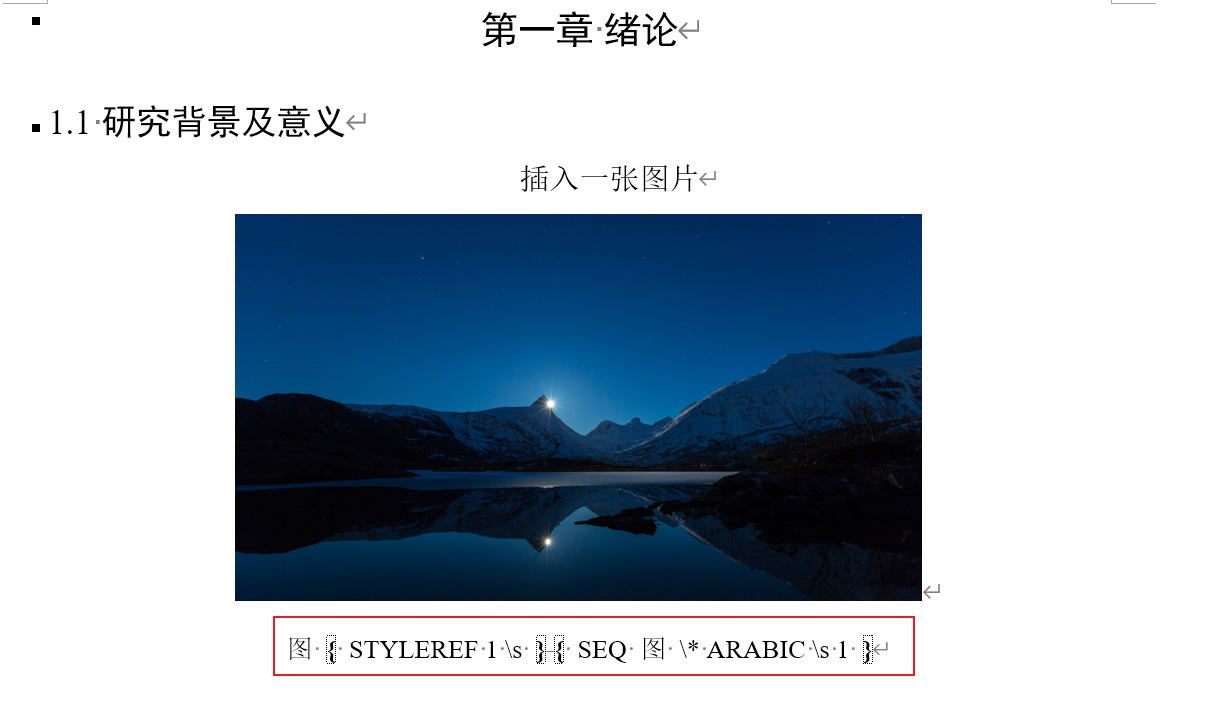 第一章 绪论
1.1 研究背景及意义
插入一张图片
图 { STYLEREF 1 \s }-{ SEQ 图 \* ARABIC \s 1 }